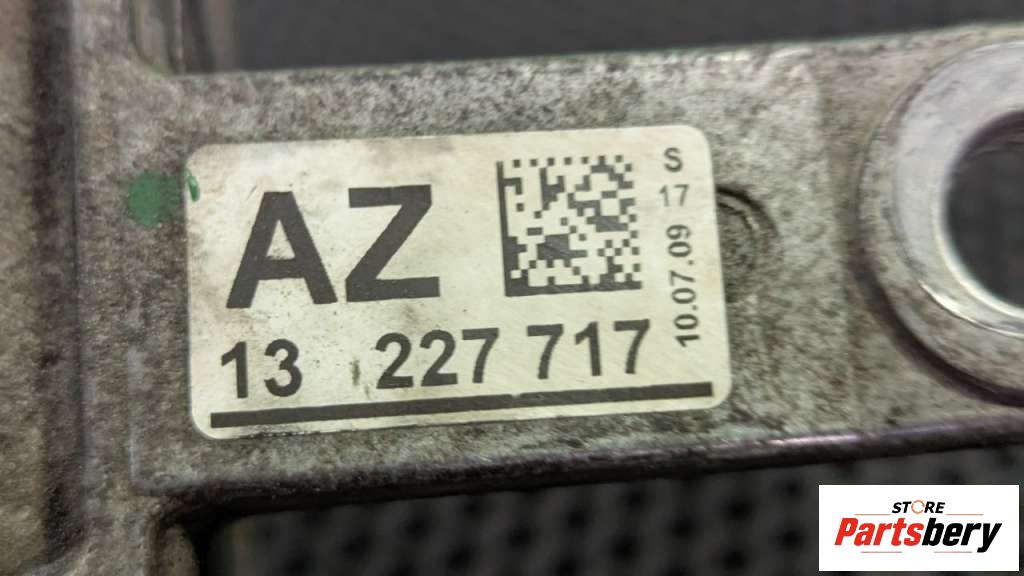 AZ
13 227 717
S
17
10.07.09
STORE
Partsbery